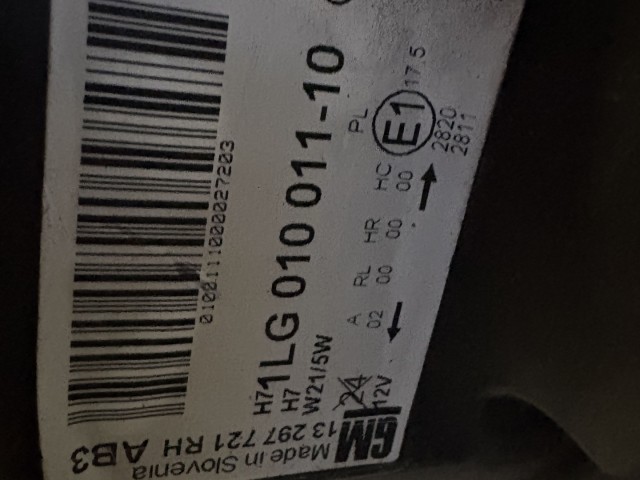 01001110000027203
1LG 010 011-10
H7
H7
W21/5W
24
12V
A RL HR HC PL
02 00 00 00
E1
17.5
2820
2811
GM
13 297 721 RH AB3
Made in Slovenia